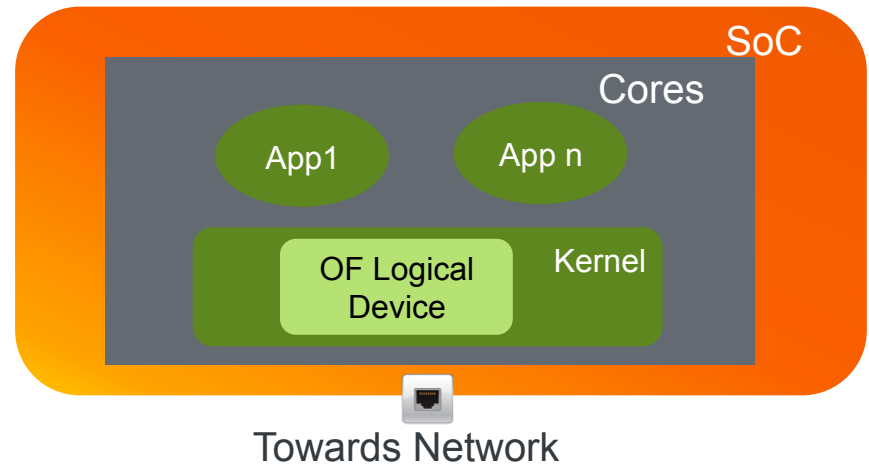 SoC
Cores
App1
App n
Kernel
OF Logical
Device
Towards Network